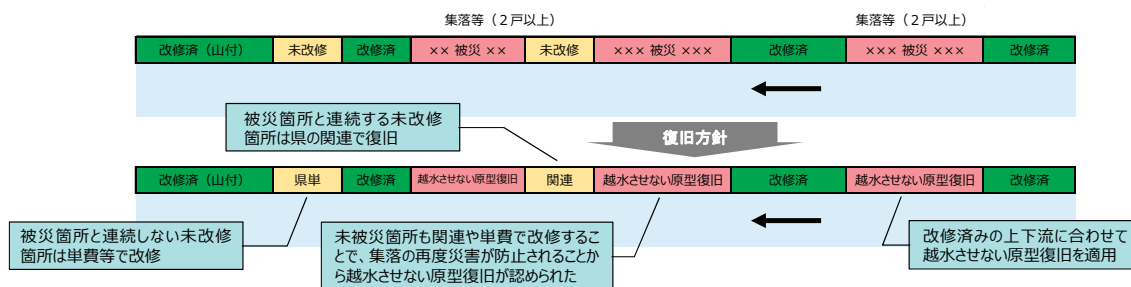 集落等（２戸以上）
集落等（２戸以上）
改修済（山付）
未改修
改修済
×× 被災 ××
未改修
××× 被災 ×××
改修済
××× 被災 ×××
改修済
被災箇所と連続する未改修
箇所は県の関連で復旧
復旧方針
改修済（山付）
県単
改修済
越水させない原型復旧
関連
越水させない原型復旧
改修済
越水させない原型復旧
改修済
被災箇所と連続しない未改修
箇所は単費等で改修
未被災箇所も関連や単費で改修するこ
とで、集落の再度災害が防止されることか
ら越水させない原型復旧が認められた
改修済みの上下流に合わせて
越水させない原型復旧を適用